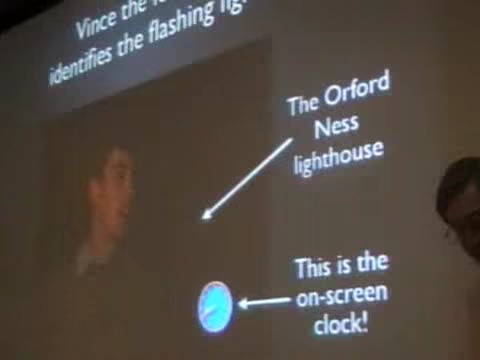 Vince the
identifies the flashing
The Orford
Ness
lighthouse
This is the
on-screen
clock!